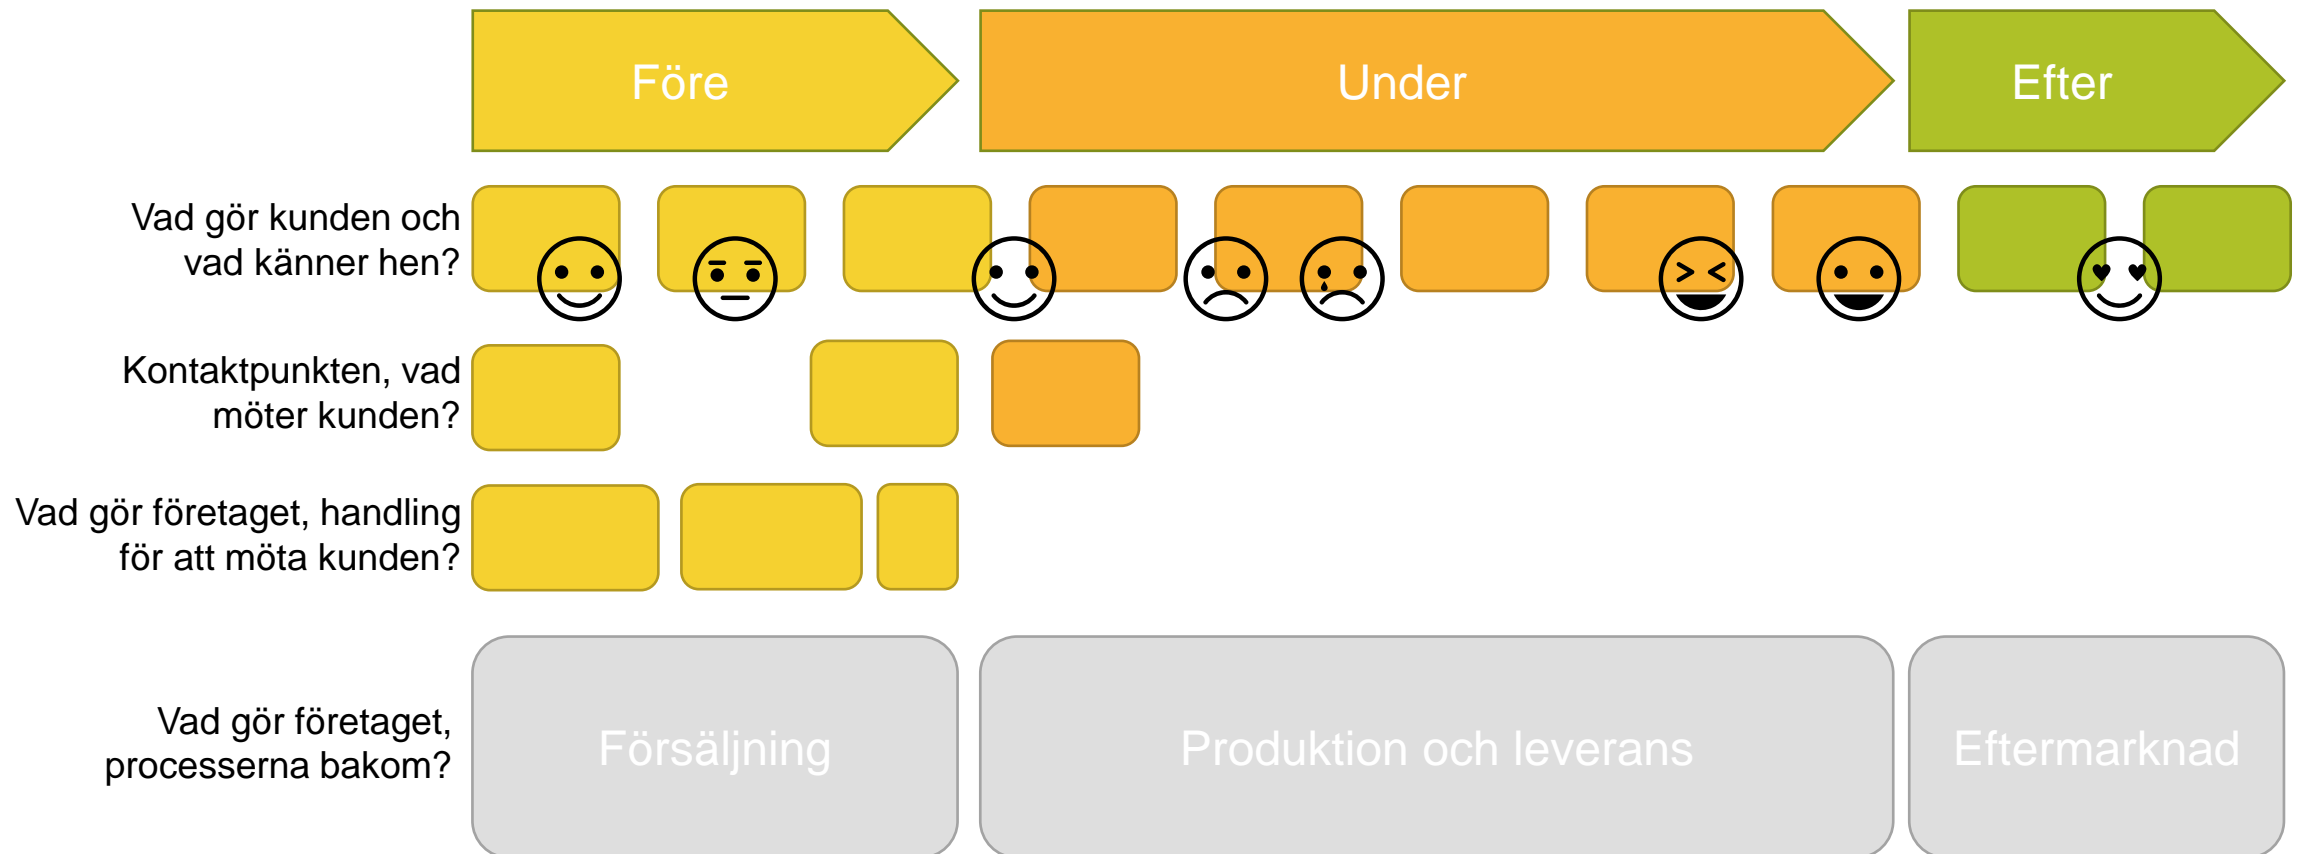 Före
Under
Efter
Vad gör kunden och
vad känner hen?
Kontaktpunkten, vad
möter kunden?
Vad gör företaget, handling
för att möta kunden?
Vad gör företaget,
processerna bakom?
Försäljning
Produktion och leverans
Eftermarknad